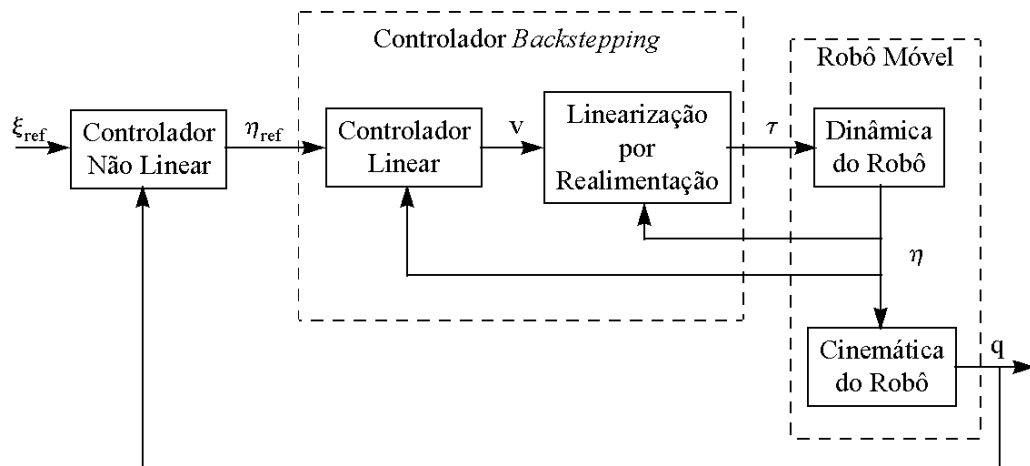 Controlador Backstepping
Robô Móvel
ξref
Controlador
Não Linear
ηref
Controlador
Linear
v
Linearização
por
Realimentação
τ
Dinâmica
do Robô
η
Cinemática
do Robô
q